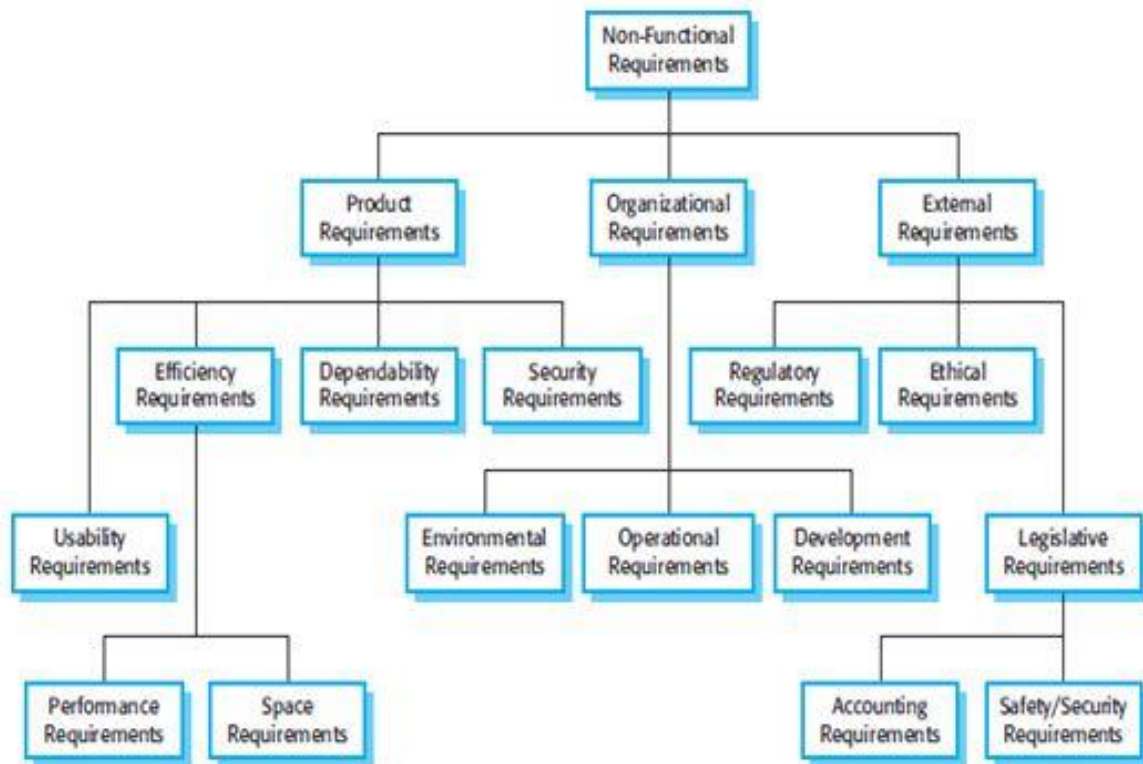 Non-Functional
Requirements
Product
Requirements
Organizational
Requirements
External
Requirements
Efficiency
Requirements
Dependability
Requirements
Security
Requirements
Regulatory
Requirements
Ethical
Requirements
Usability
Requirements
Environmental
Requirements
Operational
Requirements
Development
Requirements
Legislative
Requirements
Performance
Requirements
Space
Requirements
Accounting
Requirements
Safety/Security
Requirements